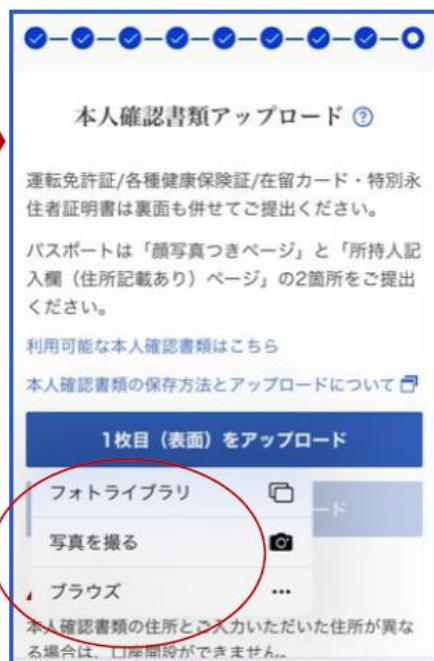 本人確認書類アップロード ?
運転免許証/各種健康保険証/在留カード・特別永
住者証明書は裏面も併せてご提出ください。
パスポートは「顔写真つきページ」と「所持人記
入欄（住所記載あり）ページ」の2箇所をご提出
ください。
利用可能な本人確認書類はこちら
本人確認書類の保存方法とアップロードについて
1枚目（表面）をアップロード
フォトライブラリ
ード
写真を撮る
ブラウズ
本人確認書類の住所とご入力いただいた住所が異な
る場合は、口座開設ができません。